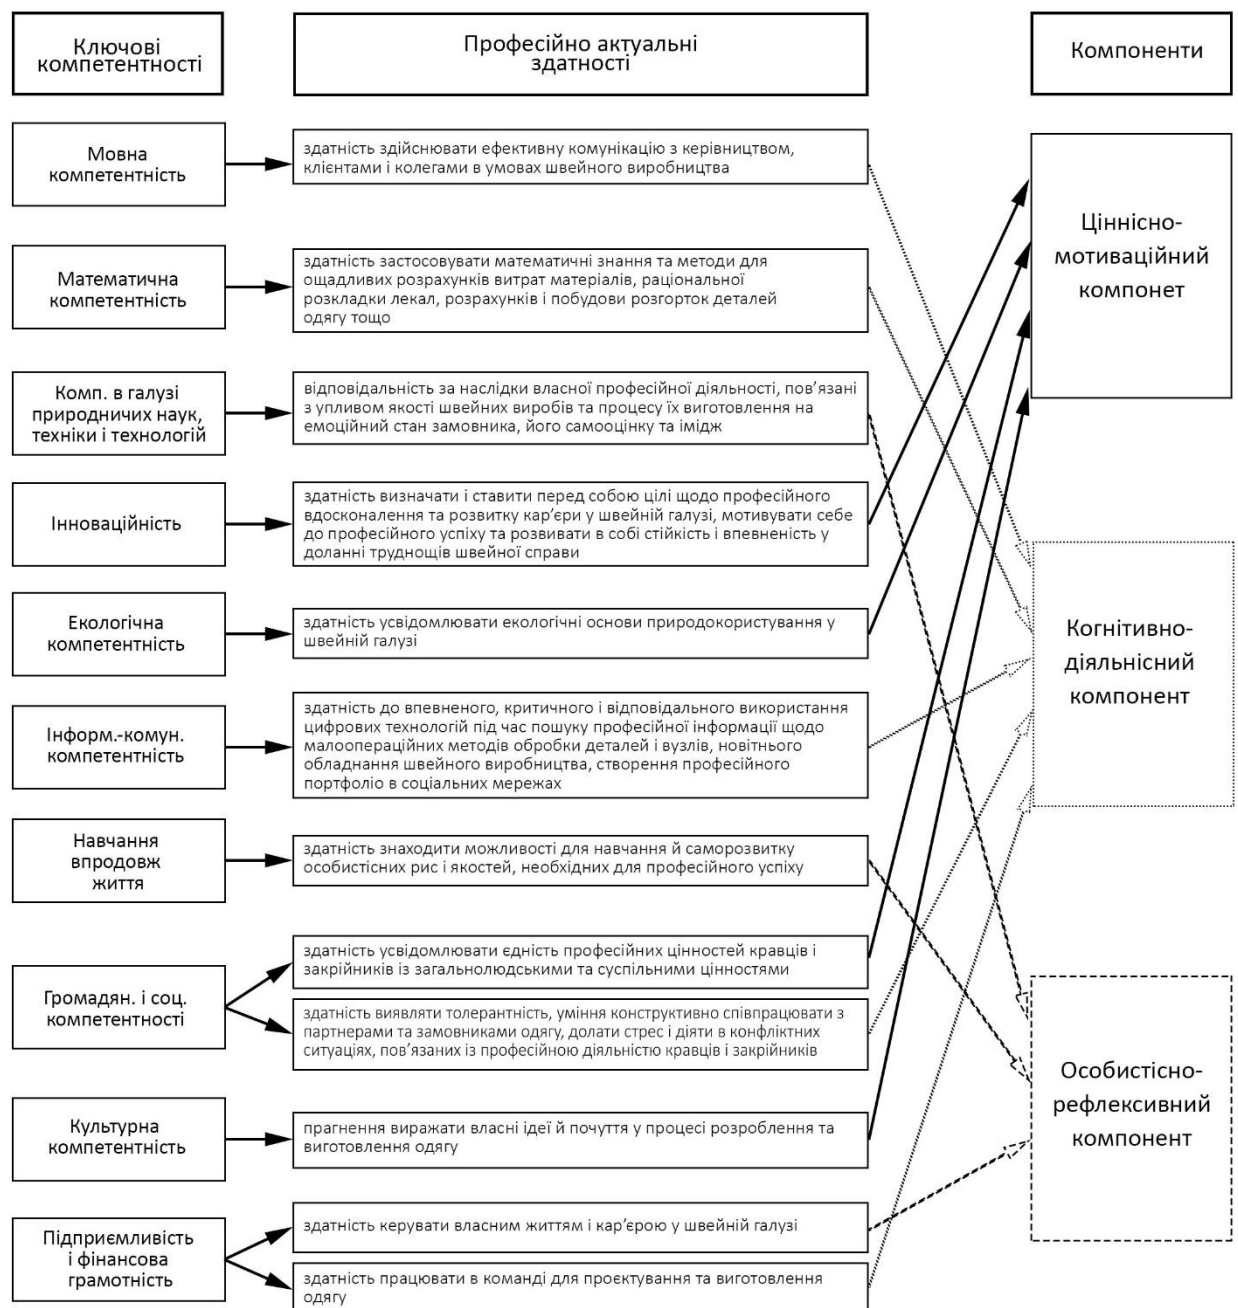 Ключові
компетентності
Професійно актуальні
здатності
Компоненти
Мовна
компетентність
здатність здійснювати ефективну комунікацію з керівництвом,
клієнтами і колегами в умовах швейного виробництва
Ціннісно-
мотиваційний
компонет
Математична
компетентність
здатність застосовувати математичні знання та методи для
ощадливих розрахунків витрат матеріалів, раціональної
розкладки лекал, розрахунків і побудови розгорток деталей
одягу тощо
Комп. в галузі
природничих наук,
техніки і технологій
відповідальність за наслідки власної професійної діяльності, пов’язані
з упливом якості швейних виробів та процесу їх виготовлення на
емоційний стан замовника, його самооцінку та імідж
Інноваційність
здатність визначати і ставити перед собою цілі щодо професійного
вдосконалення та розвитку кар’єри у швейній галузі, мотивувати себе
до професійного успіху та розвивати в собі стійкість і впевненість у
доланні труднощів швейної справи
Екологічна
компетентність
здатність усвідомлювати екологічні основи природокористування у
швейній галузі
Когнітивно-
діяльнісний
компонент
Інформ.-комун.
компетентність
здатність до впевненого, критичного і відповідального використання
цифрових технологій під час пошуку професійної інформації щодо
малоопераційних методів обробки деталей і вузлів, новітнього
обладнання швейного виробництва, створення професійного
портфоліо в соціальних мережах
Навчання
впродовж
життя
здатність знаходити можливості для навчання й саморозвитку
особистісних рис і якостей, необхідних для професійного успіху
Громадян. і соц.
компетентності
здатність усвідомлювати єдність професійних цінностей кравців і
закрійників із загальнолюдськими та суспільними цінностями
здатність виявляти толерантність, уміння конструктивно співпрацювати з
партнерами та замовниками одягу, долати стрес і діяти в конфліктних
ситуаціях, пов’язаних із професійною діяльністю кравців і закрійників
Особистісно-
рефлексивний
компонент
Культурна
компетентність
прагнення виражати власні ідеї й почуття у процесі розроблення та
виготовлення одягу
Підприємливість
і фінансова
грамотність
здатність керувати власним життям і кар’єрою у швейній галузі
здатність працювати в команді для проєктування та виготовлення
одягу